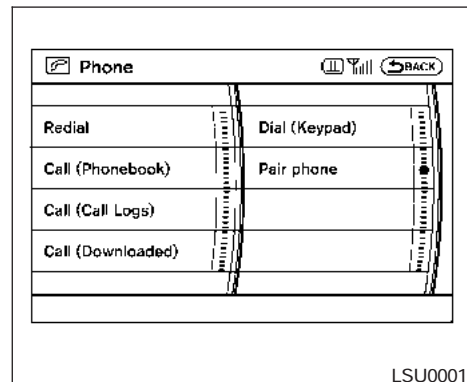 Phone
BACK
Redial
Call (Phonebook)
Call (Call Logs)
Call (Downloaded)
Dial (Keypad)
Pair phone
LSU0001